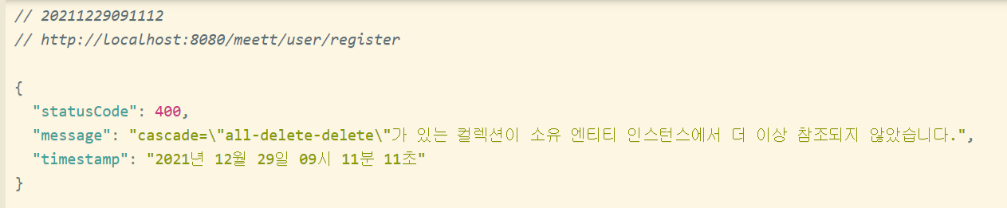 // 20211229091112
// http://localhost:8080/meett/user/register
{
"statusCode": 400,
"message": "cascade=\"all-delete-delete\"가 있는 컬렉션이 소유 엔티티 인스턴스에서 더 이상 참조되지 않았습니다.",
"timestamp": "2021년 12월 29일 09시 11분 11초"
}